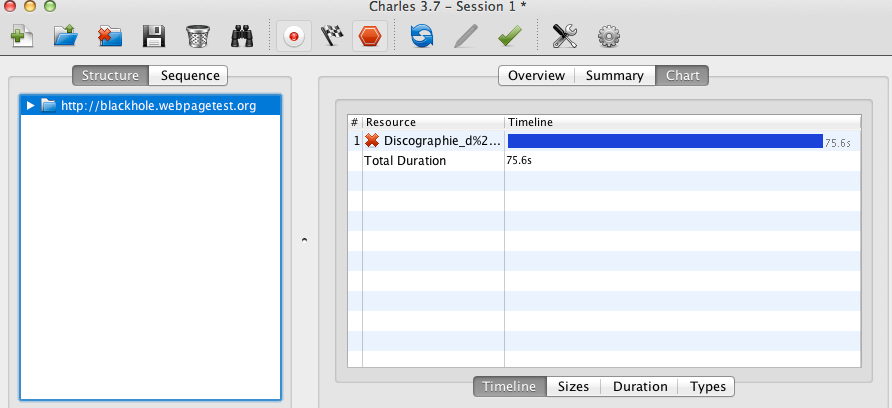 Charles 3.7 - Session 1 *
Structure Sequence
Overview Summary Chart
http://blackhole.webpagetest.org
# Resource Timeline
1 Discographie_d%2... 75.6s
Total Duration 75.6s
Timeline Sizes Duration Types